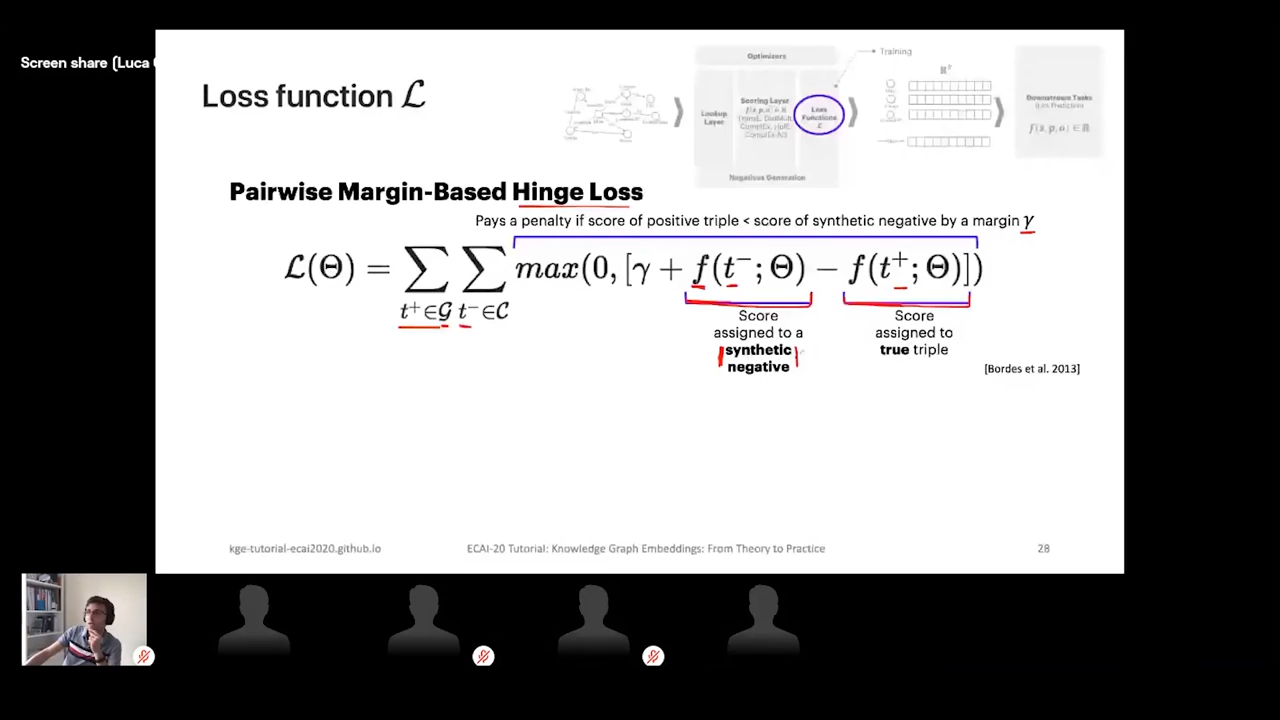 Screen share (Luca
Loss function ℒ
Optimizers
Training
Lookup Layer
Scoring Layer
Loss Functions ℒ
Negatives Generation
Downstream Tasks
f(s, p, o) ∈ ℝ
Pairwise Margin-Based Hinge Loss
Pays a penalty if score of positive triple < score of synthetic negative by a margin γ
ℒ(Θ) = ∑ ∑ max(0, [γ + f(t⁻; Θ) − f(t⁺; Θ)])
t⁺∈𝒢 t⁻∈𝒞
Score assigned to a synthetic negative
Score assigned to true triple
[Bordes et al. 2013]
kge-tutorial-ecai2020.github.io
ECAI-20 Tutorial: Knowledge Graph Embeddings: From Theory to Practice
28